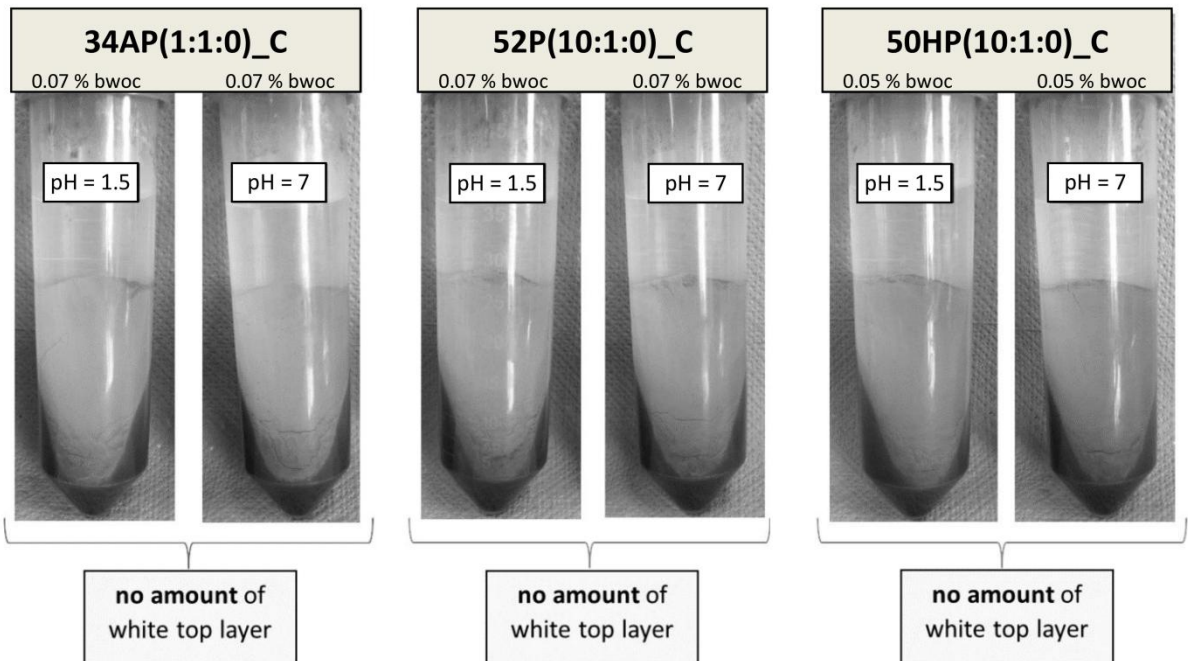 34AP(1:1:0)_C
0.07 % bwoc 0.07 % bwoc
pH = 1.5
pH = 7
no amount of
white top layer
52P(10:1:0)_C
0.07 % bwoc 0.07 % bwoc
pH = 1.5
pH = 7
no amount of
white top layer
50HP(10:1:0)_C
0.05 % bwoc 0.05 % bwoc
pH = 1.5
pH = 7
no amount of
white top layer